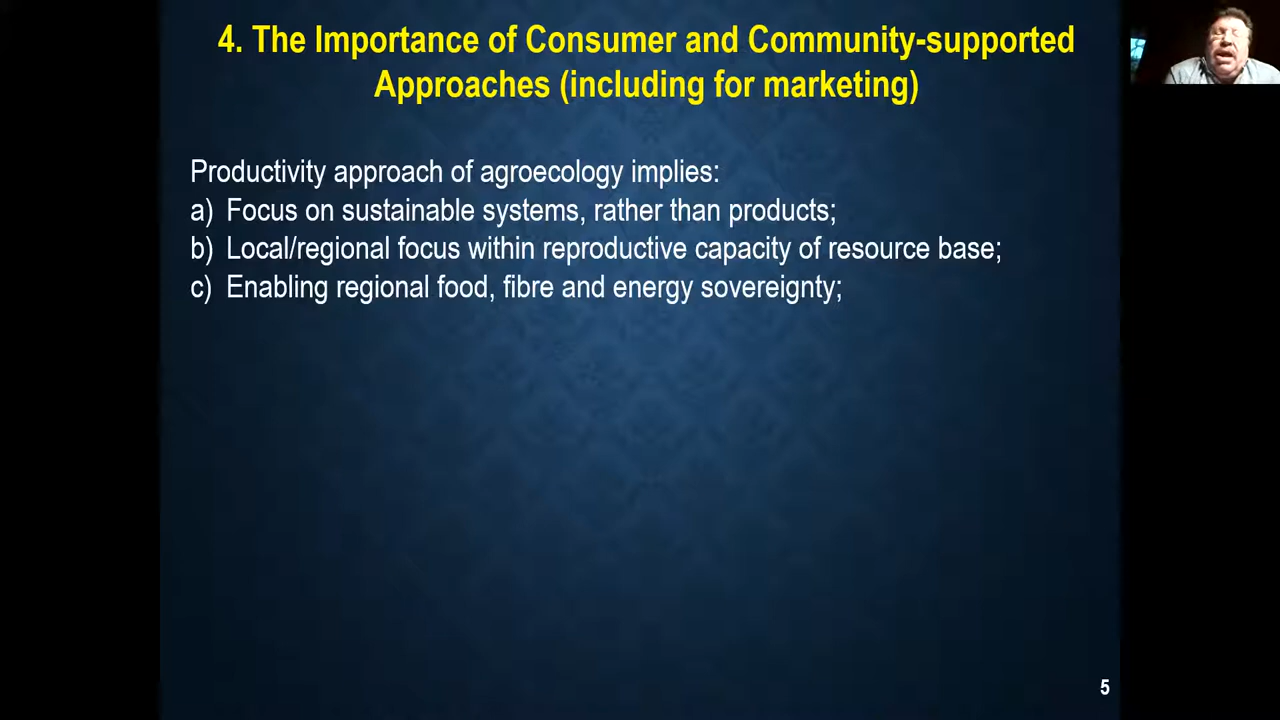 4. The Importance of Consumer and Community-supported
Approaches (including for marketing)
Productivity approach of agroecology implies:
a) Focus on sustainable systems, rather than products;
b) Local/regional focus within reproductive capacity of resource base;
c) Enabling regional food, fibre and energy sovereignty;
5